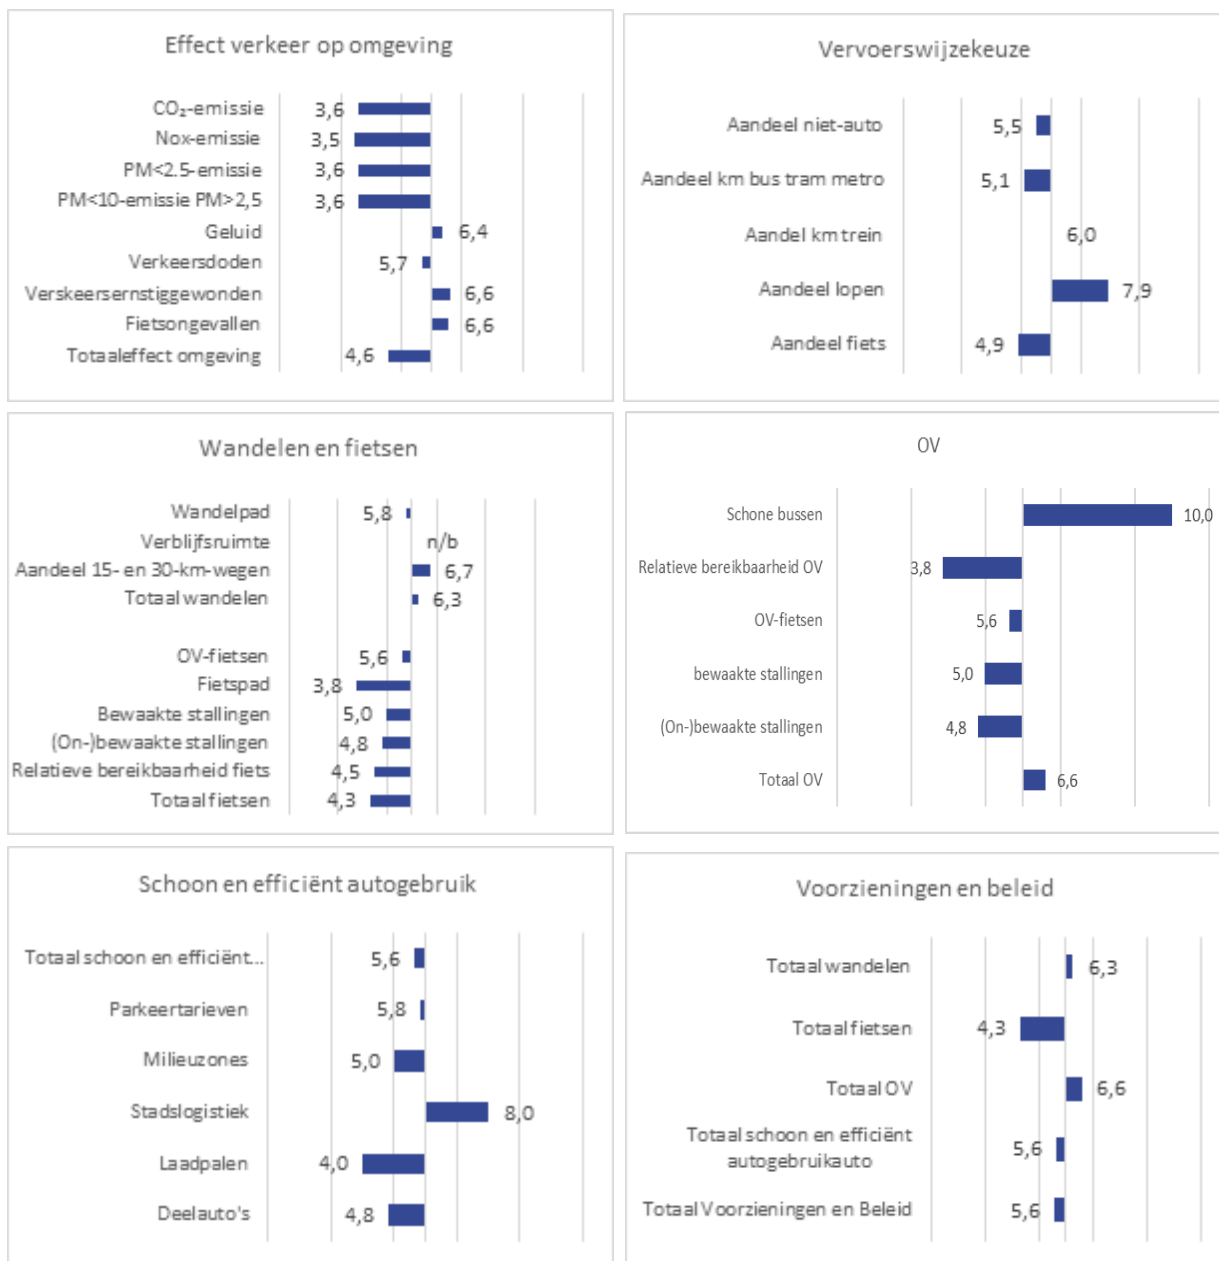 Effect verkeer op omgeving
CO₂-emissie 3,6
Nox-emissie 3,5
PM<2.5-emissie 3,6
PM<10-emissie PM>2,5 3,6
Geluid 6,4
Verkeersdoden 5,7
Verskeersernstiggewonden 6,6
Fietsongevallen 6,6
Totaaleffect omgeving 4,6
Vervoerswijzekeuze
Aandeel niet-auto 5,5
Aandeel km bus tram metro 5,1
Aandel km trein 6,0
Aandeel lopen 7,9
Aandeel fiets 4,9
Wandelen en fietsen
Wandelpad 5,8
Verblijfsruimte n/b
Aandeel 15- en 30-km-wegen 6,7
Totaal wandelen 6,3
OV-fietsen 5,6
Fietspad 3,8
Bewaakte stallingen 5,0
(On-)bewaakte stallingen 4,8
Relatieve bereikbaarheid fiets 4,5
Totaal fietsen 4,3
OV
Schone bussen 10,0
Relatieve bereikbaarheid OV 3,8
OV-fietsen 5,6
bewaakte stallingen 5,0
(On-)bewaakte stallingen 4,8
Totaal OV 6,6
Schoon en efficiënt autogebruik
Totaal schoon en efficiënt... 5,6
Parkeertarieven 5,8
Milieuzones 5,0
Stadslogistiek 8,0
Laadpalen 4,0
Deelauto's 4,8
Voorzieningen en beleid
Totaal wandelen 6,3
Totaal fietsen 4,3
Totaal OV 6,6
Totaal schoon en efficiënt
autogebruikauto 5,6
Totaal Voorzieningen en Beleid 5,6